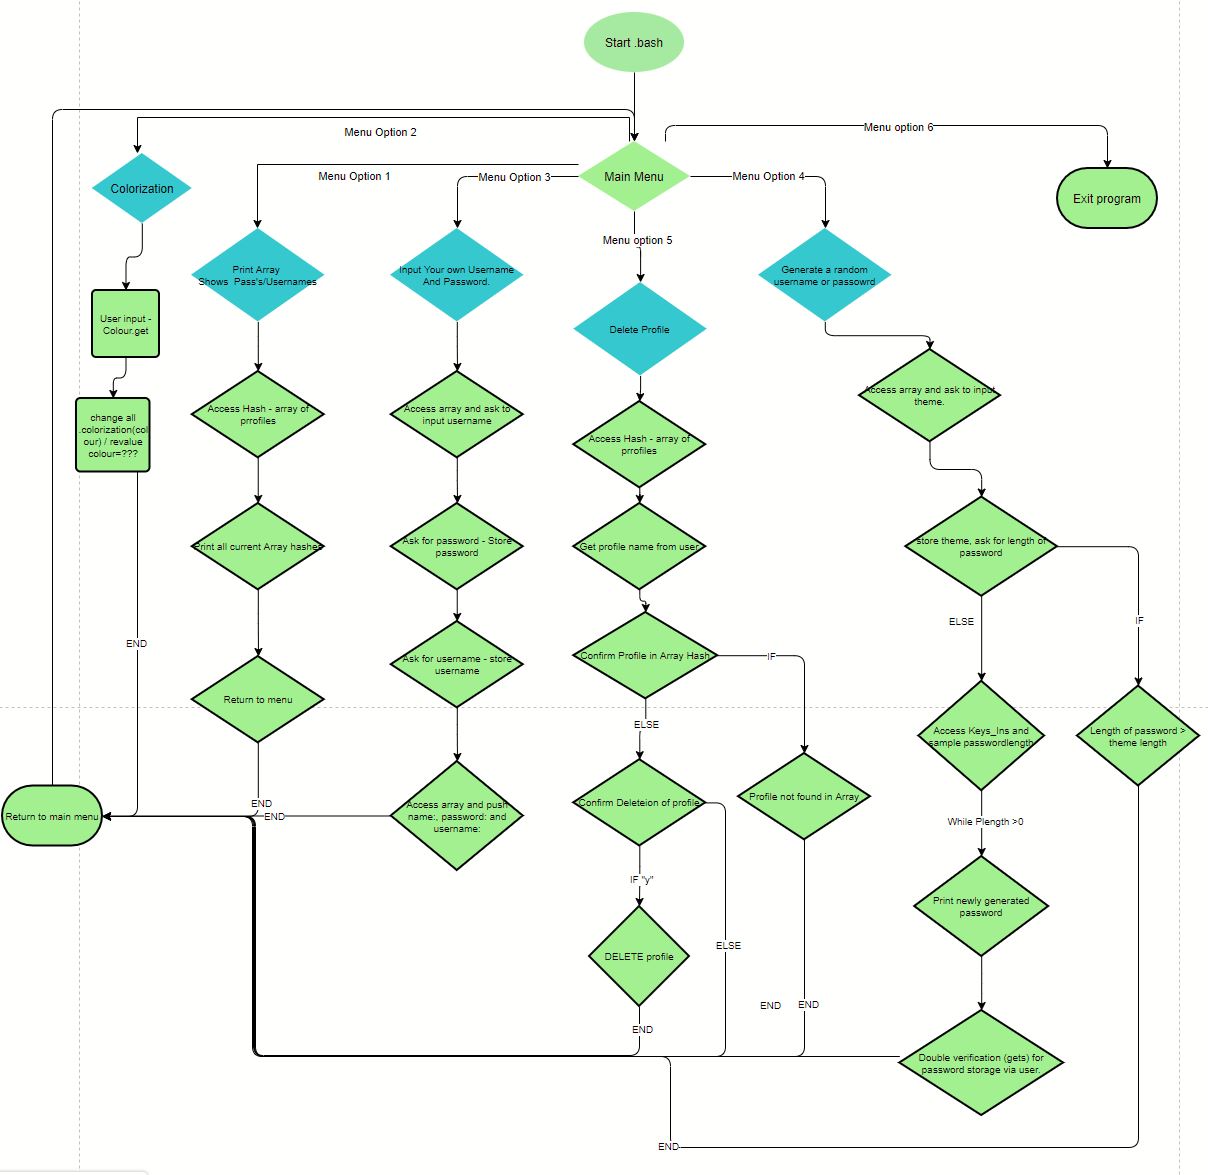 Start .bash
Menu Option 2
Menu option 6
Main Menu
Menu Option 1
Menu Option 3
Menu Option 4
Colorization
Exit program
Menu option 5
Print Array
Shows  Pass's/Usernames
Input Your own Username
And Password.
Generate a random
username or passowrd
User input -
Colour.get
Delete Profile
change all
.colorization(col
our) / revalue
colour=???
Access Hash - array of
prrofiles
Access array and ask to
input username
Access Hash - array of
prrofiles
Access array and ask to input
theme.
Print all current Array hashes
Ask for password - Store
password
Get profile name from user
store theme, ask for length of
password
END
Ask for username - store
username
Confirm Profile in Array Hash
IF
ELSE
IF
Return to menu
ELSE
Access Keys_Ins and
sample passwordlength
Length of password >
theme length
END
END
Return to main menu
Access array and push
name:, password: and
username:
Confirm Deleteion of profile
Profile not found in Array
While Plength >0
IF "y"
Print newly generated
password
DELETE profile
ELSE
END
END
END
Double verification (gets) for
password storage via user.
END